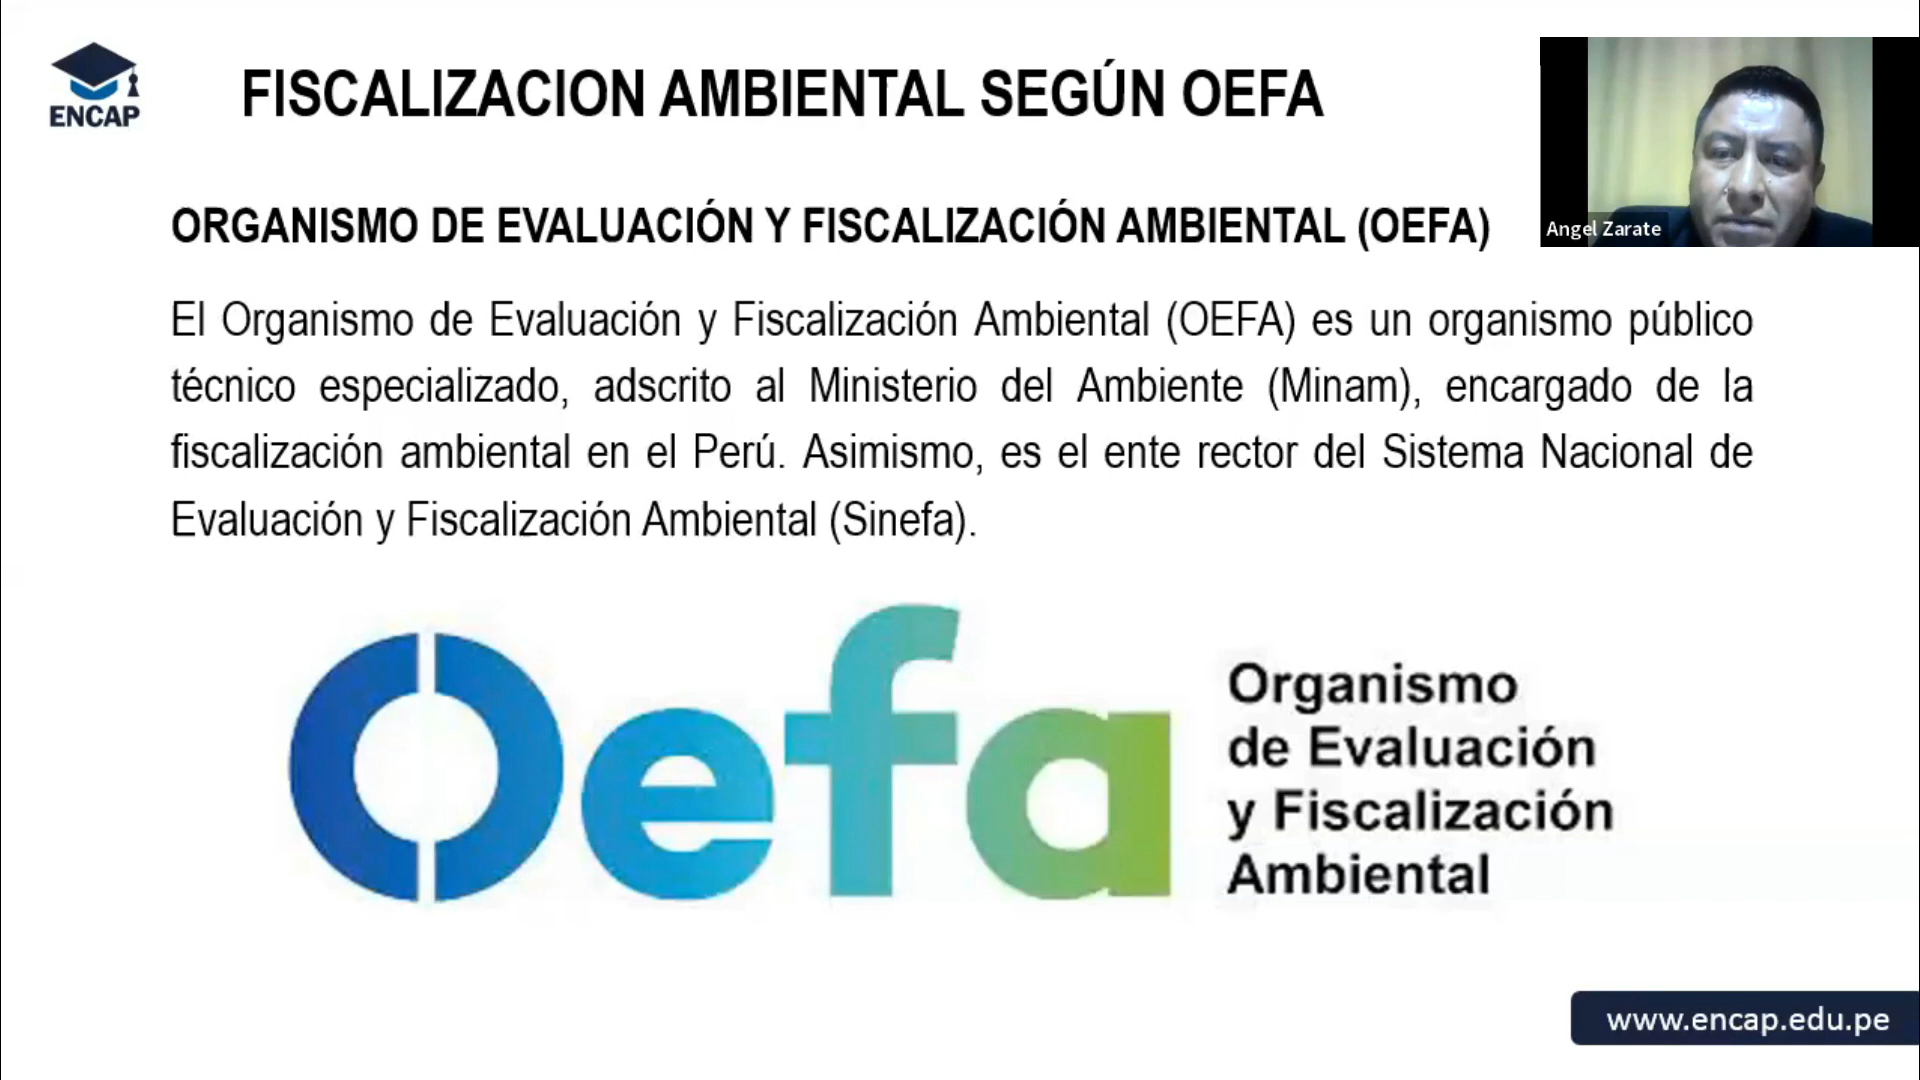 ENCAP
FISCALIZACION AMBIENTAL SEGÚN OEFA
Angel Zarate
ORGANISMO DE EVALUACIÓN Y FISCALIZACIÓN AMBIENTAL (OEFA)
El Organismo de Evaluación y Fiscalización Ambiental (OEFA) es un organismo público
técnico especializado, adscrito al Ministerio del Ambiente (Minam), encargado de la
fiscalización ambiental en el Perú. Asimismo, es el ente rector del Sistema Nacional de
Evaluación y Fiscalización Ambiental (Sinefa).
Oefa
Organismo
de Evaluación
y Fiscalización
Ambiental
www.encap.edu.pe